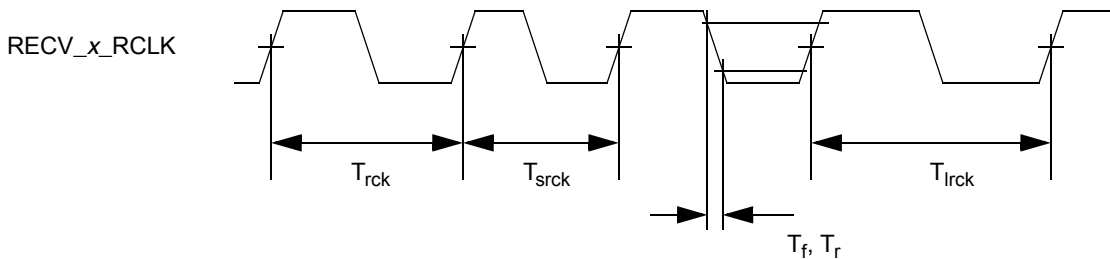 RECV_x_RCLK
Trck
Tsrck
Tlrck
Tf, Tr